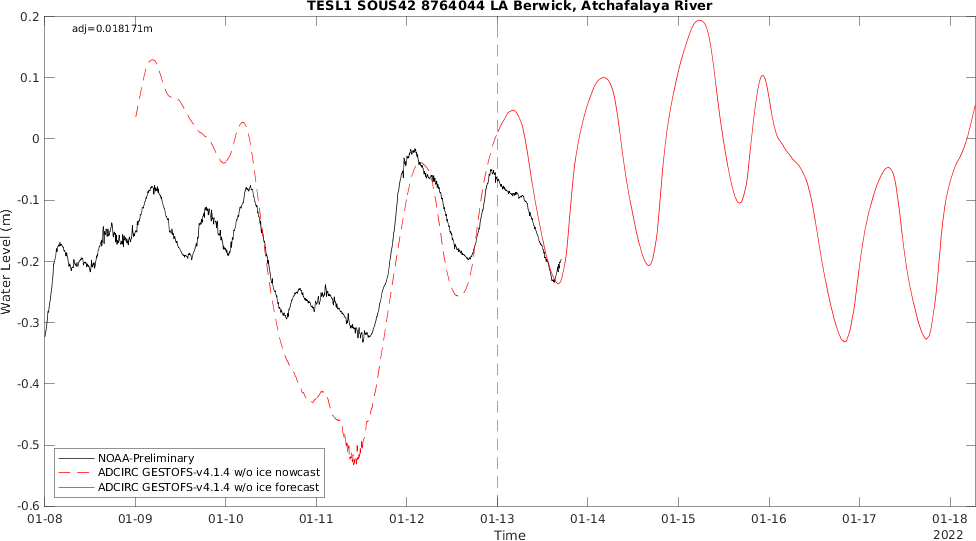 TESL1 SOUS42 8764044 LA Berwick, Atchafalaya River
adj=0.018171m
0.2
0.1
0
-0.1
-0.2
-0.3
-0.4
-0.5
-0.6
Water Level (m)
NOAA-Preliminary
ADCIRC GESTOFS-v4.1.4 w/o ice nowcast
ADCIRC GESTOFS-v4.1.4 w/o ice forecast
01-08 01-09 01-10 01-11 01-12 01-13 01-14 01-15 01-16 01-17 01-18
Time
2022